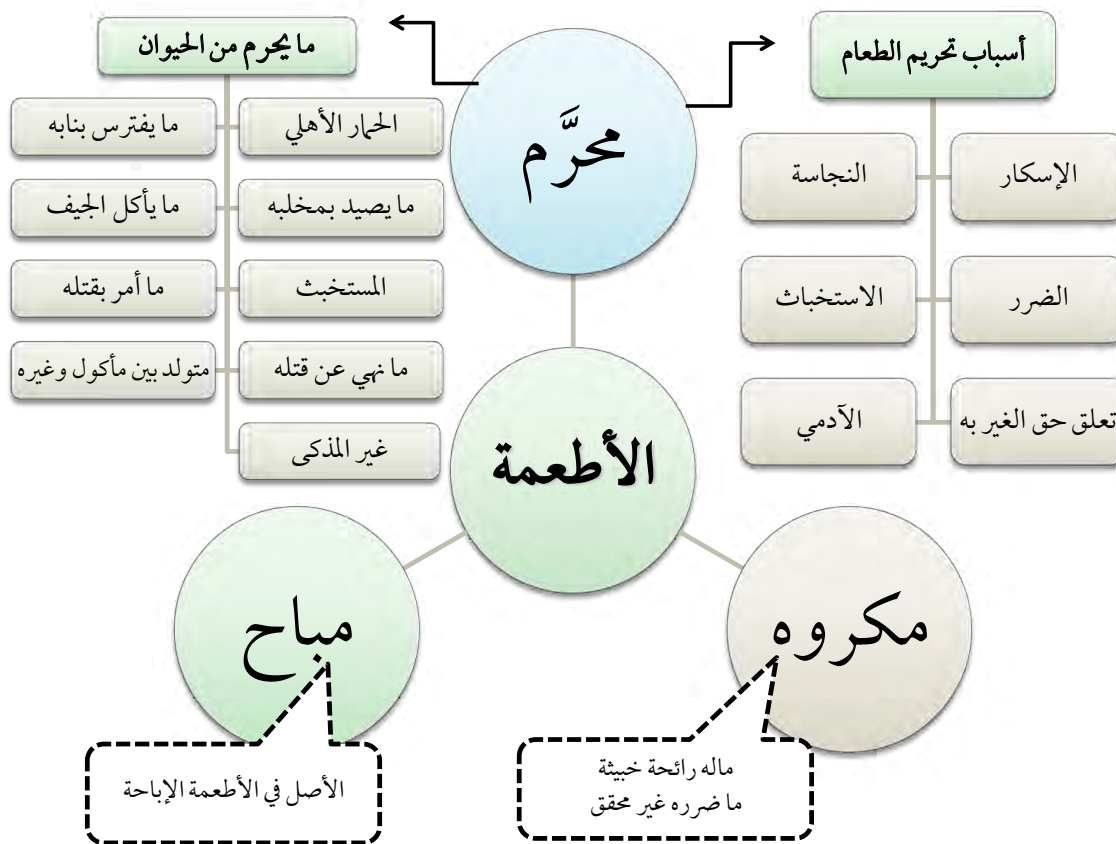 محرَّم
أسباب تحريم الطعام
الإسكار
النجاسة
الضرر
الاستخباث
تعلق حق الغير به
الآدمي
ما يحرم من الحيوان
الحمار الأهلي
ما يفترس بنابه
ما يصيد بمخلبه
ما يأكل الجيف
المستخبث
ما أمر بقتله
ما نهي عن قتله
متولد بين مأكول وغيره
غير المذكى
الأطعمة
مكروه
ماله رائحة خبيثة
ما ضرره غير محقق
مباح
الأصل في الأطعمة الإباحة